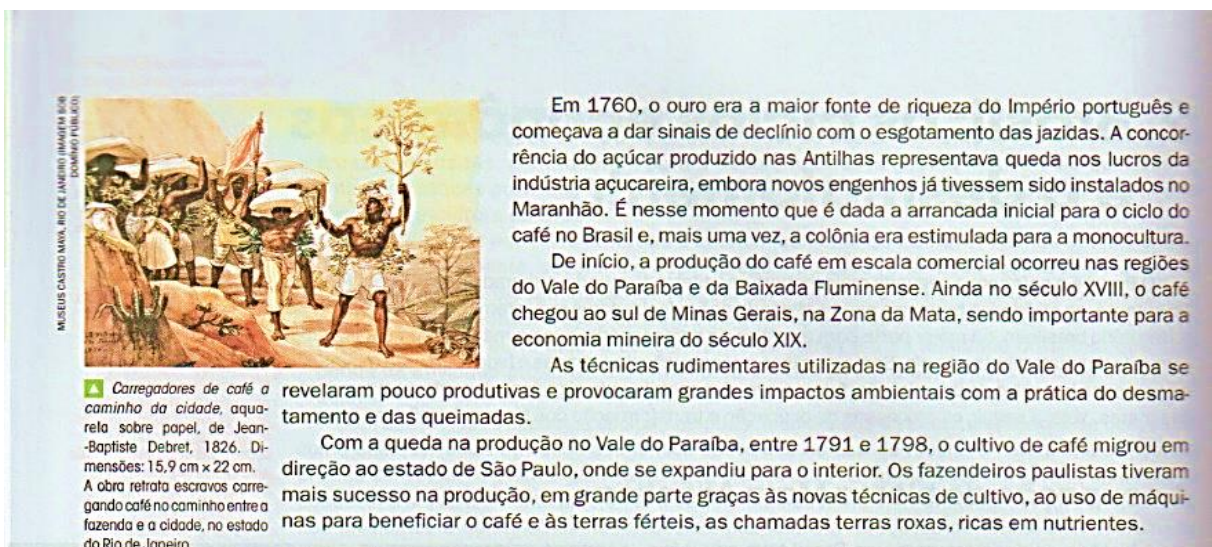 MUSEUS CASTRO MAYA, RIO DE JANEIRO (IMAGEM SOB
DOMÍNIO PÚBLICO)
Em 1760, o ouro era a maior fonte de riqueza do Império português e
começava a dar sinais de declínio com o esgotamento das jazidas. A concor-
rência do açúcar produzido nas Antilhas representava queda nos lucros da
indústria açucareira, embora novos engenhos já tivessem sido instalados no
Maranhão. É nesse momento que é dada a arrancada inicial para o ciclo do
café no Brasil e, mais uma vez, a colônia era estimulada para a monocultura.
De início, a produção do café em escala comercial ocorreu nas regiões
do Vale do Paraíba e da Baixada Fluminense. Ainda no século XVIII, o café
chegou ao sul de Minas Gerais, na Zona da Mata, sendo importante para a
economia mineira do século XIX.
As técnicas rudimentares utilizadas na região do Vale do Paraíba se
revelaram pouco produtivas e provocaram grandes impactos ambientais com a prática do desma-
tamento e das queimadas.
Com a queda na produção no Vale do Paraíba, entre 1791 e 1798, o cultivo de café migrou em
direção ao estado de São Paulo, onde se expandiu para o interior. Os fazendeiros paulistas tiveram
mais sucesso na produção, em grande parte graças às novas técnicas de cultivo, ao uso de máqui-
nas para beneficiar o café e às terras férteis, as chamadas terras roxas, ricas em nutrientes.
Carregadores de café a
caminho da cidade, aqua-
rela sobre papel, de Jean-
-Baptiste Debret, 1826. Di-
mensões: 15,9 cm x 22 cm.
A obra retrata escravos carre-
gando café no caminho entre a
fazenda e a cidade, no estado
do Rio de Janeiro.